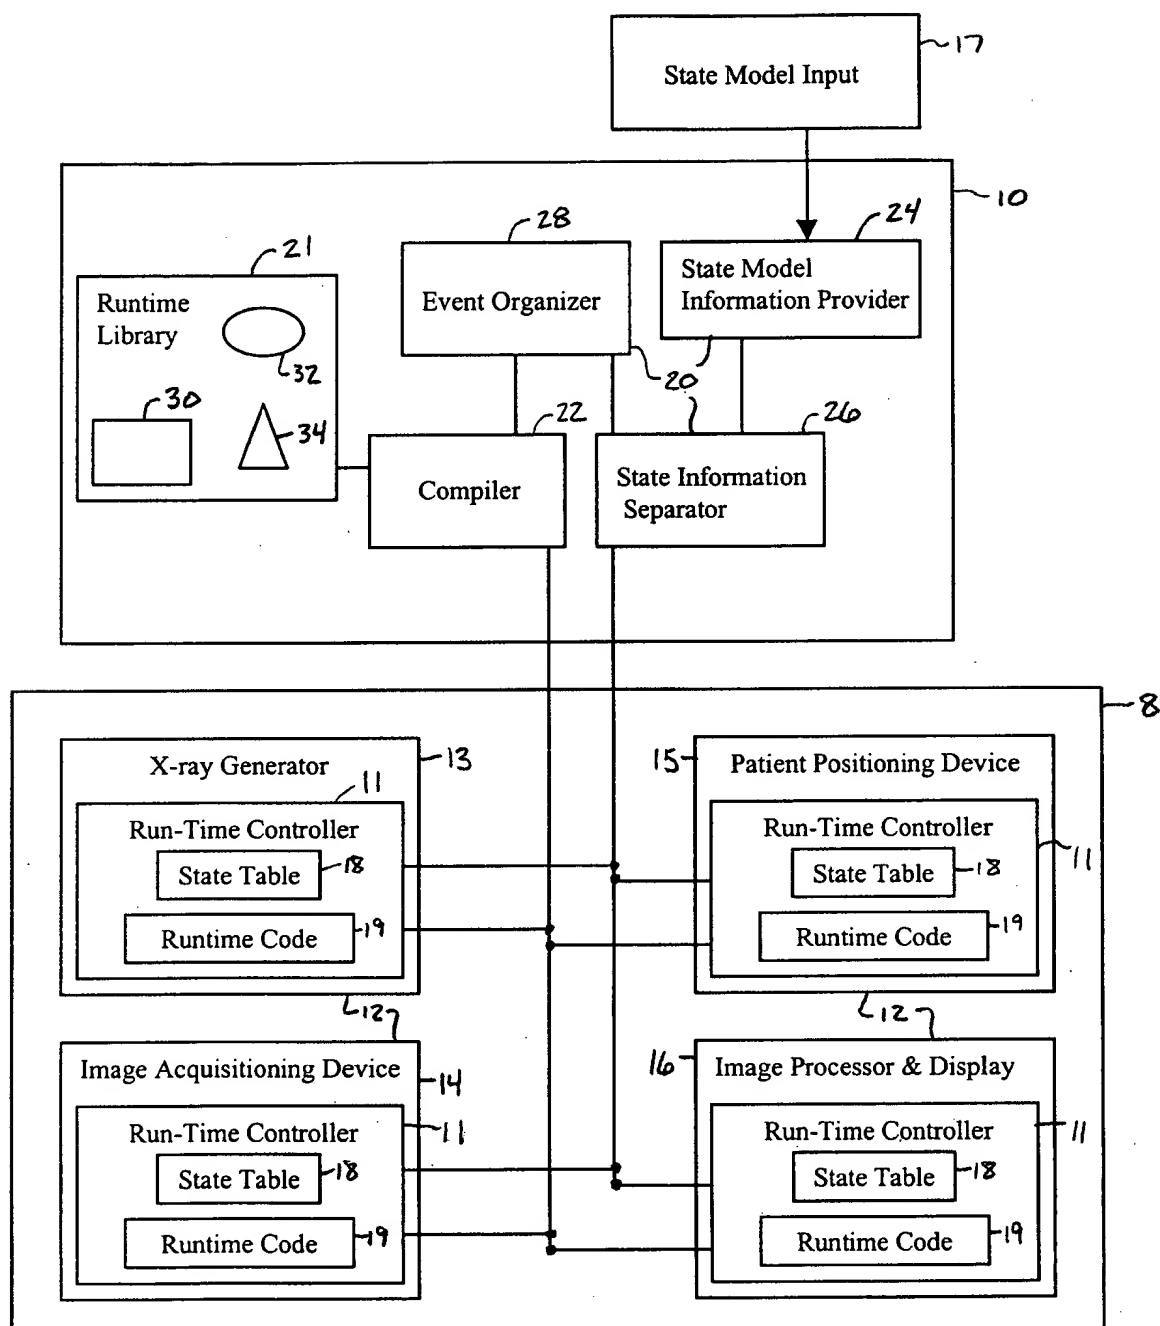 State Model Input
17
10
28
24
21
Event Organizer
State Model
Information Provider
Runtime
Library
32
20
30
34
22
26
Compiler
State Information
Separator
8
X-ray Generator
13
11
Run-Time Controller
State Table
18
Runtime Code
19
15
Patient Positioning Device
Run-Time Controller
11
State Table
18
Runtime Code
19
12
12
Image Acquisitioning Device
14
11
Run-Time Controller
State Table
18
Runtime Code
19
16
Image Processor & Display
Run-Time Controller
11
State Table
18
Runtime Code
19